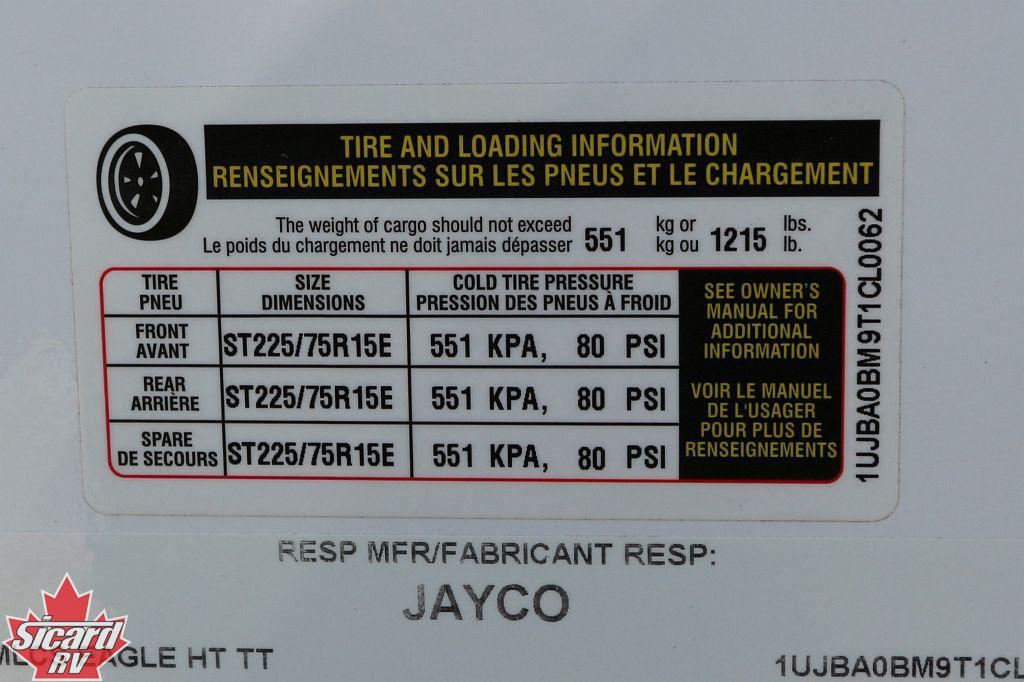 TIRE AND LOADING INFORMATION
RENSEIGNEMENTS SUR LES PNEUS ET LE CHARGEMENT
The weight of cargo should not exceed 551 kg or 1215 lbs.
Le poids du chargement ne doit jamais dépasser kg ou lb.
TIRE
PNEU
SIZE
DIMENSIONS
COLD TIRE PRESSURE
PRESSION DES PNEUS À FROID
FRONT
AVANT
ST225/75R15E
551 KPA, 80 PSI
REAR
ARRIÈRE
ST225/75R15E
551 KPA, 80 PSI
SPARE
DE SECOURS
ST225/75R15E
551 KPA, 80 PSI
SEE OWNER'S
MANUAL FOR
ADDITIONAL
INFORMATION
VOIR LE MANUEL
DE L'USAGER
POUR PLUS DE
RENSEIGNEMENTS
1UJBA0BM9T1CL0062
RESP MFR/FABRICANT RESP:
JAYCO
EAGLE HT TT
1UJBA0BM9T1CL
Sicard
RV